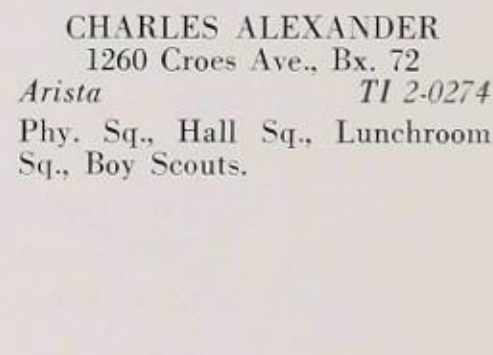 CHARLES ALEXANDER
1260 Croes Ave., Bx. 72
Arista TI 2-0274
Phy. Sq., Hall Sq., Lunchroom
Sq., Boy Scouts.